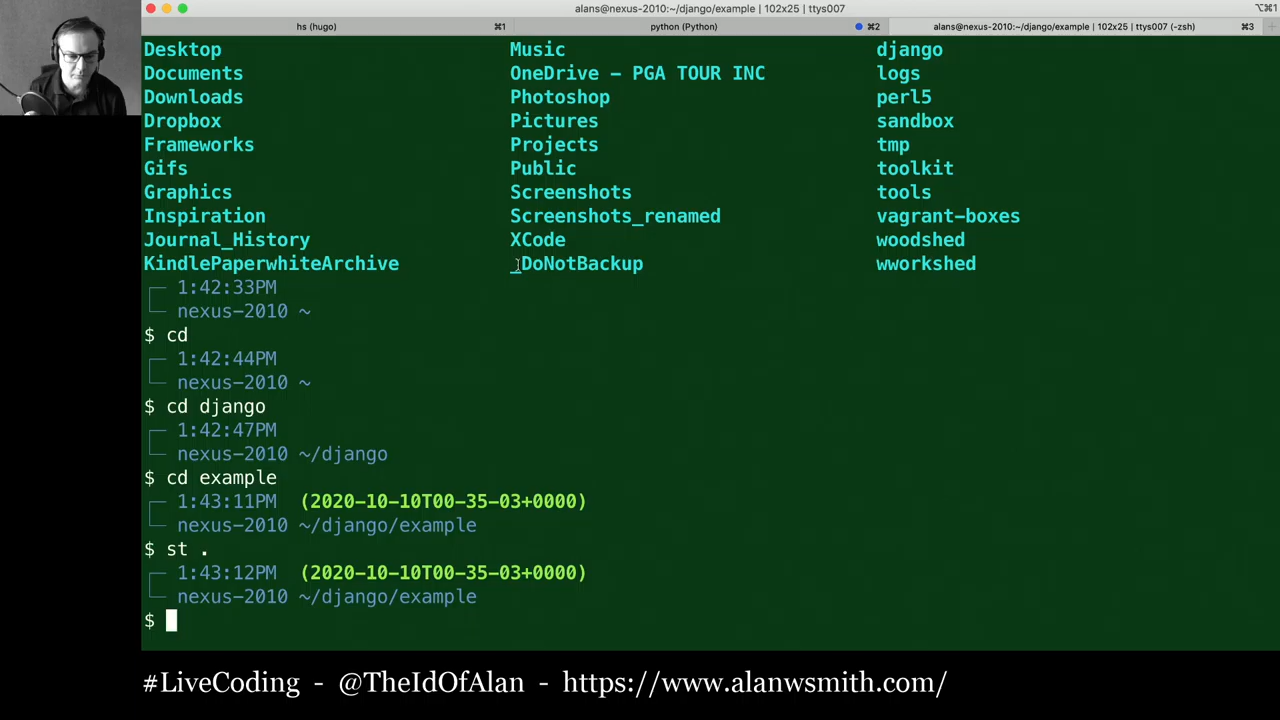 alans@nexus-2010:~/django/example | 102x25 | ttys007
⌥⌘1
hs (hugo) ⌘1 python (Python) ⌘2 alans@nexus-2010:~/django/example | 102x25 | ttys007 (-zsh) ⌘3
Desktop Music django
Documents OneDrive - PGA TOUR INC logs
Downloads Photoshop perl5
Dropbox Pictures sandbox
Frameworks Projects tmp
Gifs Public toolkit
Graphics Screenshots tools
Inspiration Screenshots_renamed vagrant-boxes
Journal_History XCode woodshed
KindlePaperwhiteArchive _DoNotBackup wworkshed
1:42:33PM
nexus-2010 ~
$ cd
1:42:44PM
nexus-2010 ~
$ cd django
1:42:47PM
nexus-2010 ~/django
$ cd example
1:43:11PM (2020-10-10T00-35-03+0000)
nexus-2010 ~/django/example
$ st .
1:43:12PM (2020-10-10T00-35-03+0000)
nexus-2010 ~/django/example
$
#LiveCoding - @TheIdOfAlan - https://www.alanwsmith.com/